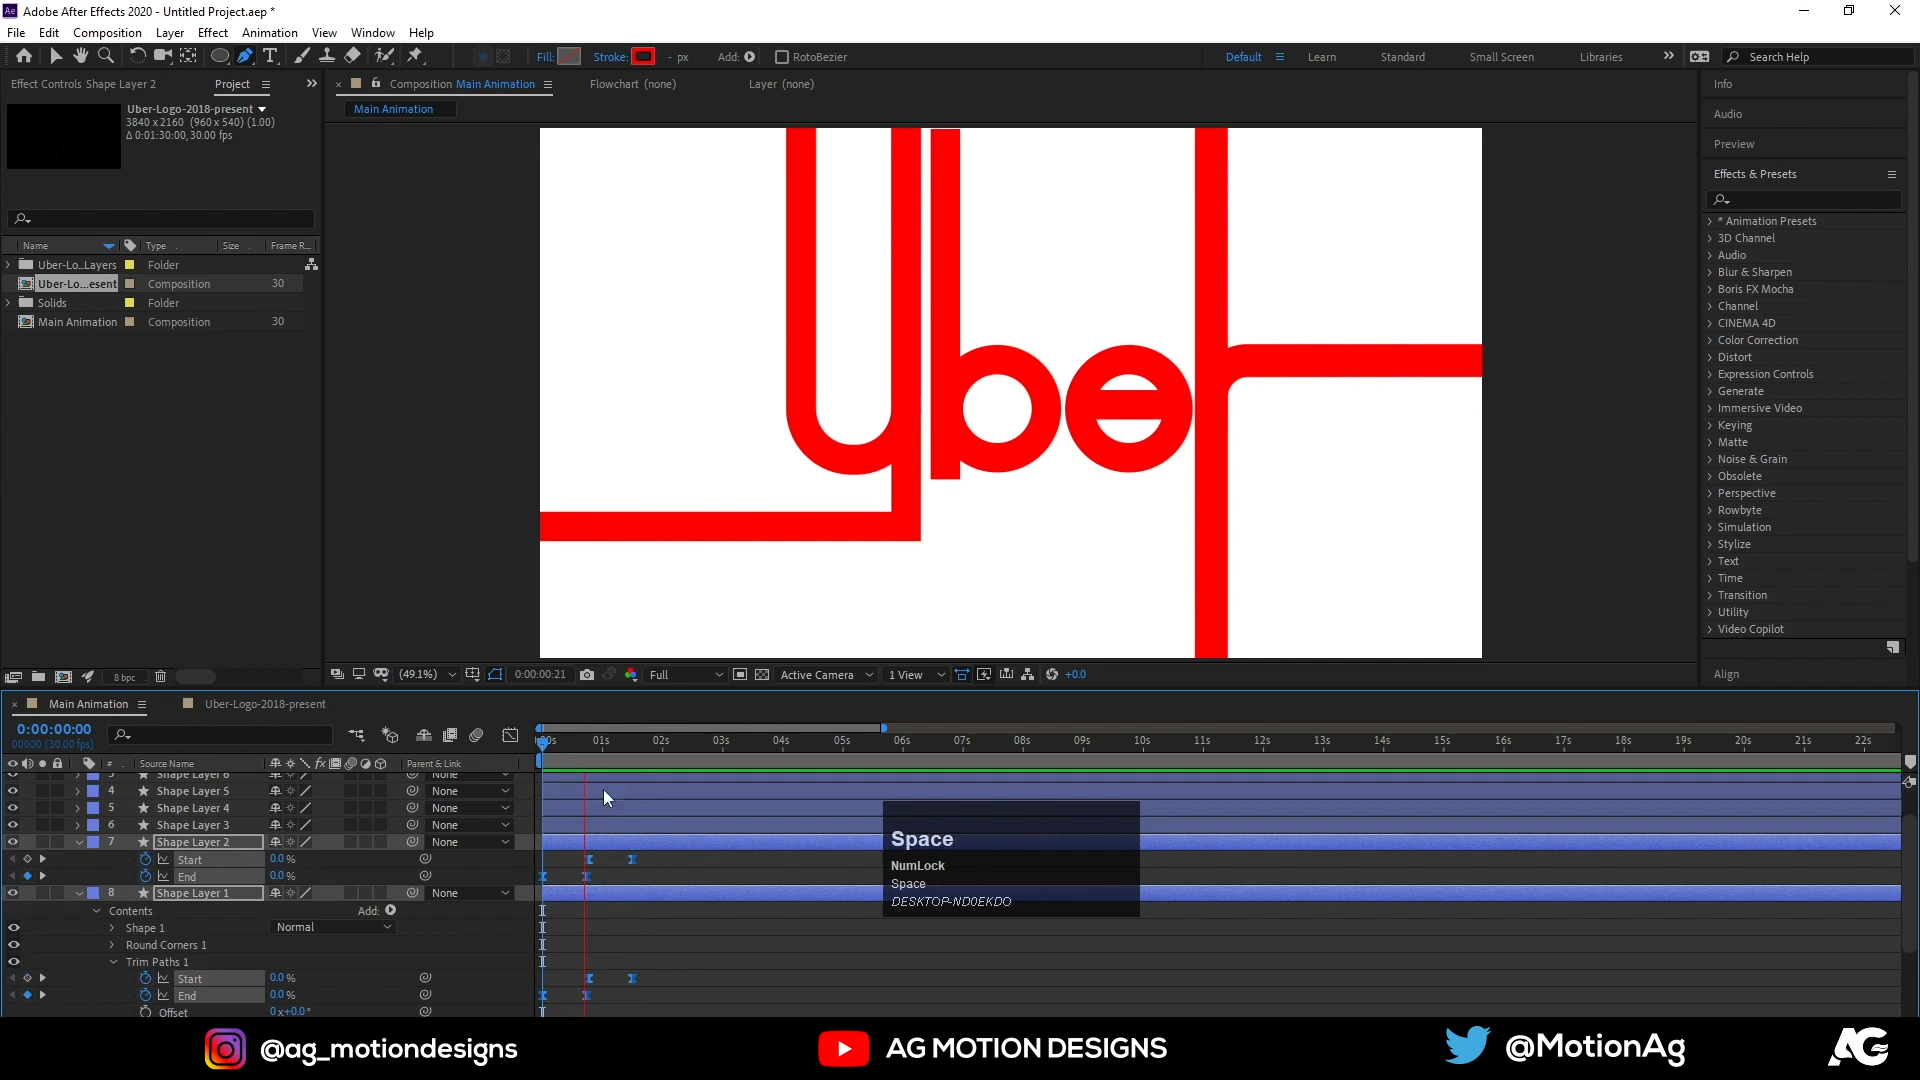 Ae Adobe After Effects 2020 - Untitled Project.aep *
File Edit Composition Layer Effect Animation View Window Help
Fill: Stroke: - px Add: RotoBezier Default Learn Standard Small Screen Libraries Search Help
Effect Controls Shape Layer 2 Project
Composition Main Animation Flowchart (none) Layer (none)
Main Animation
Uber-Logo-2018-present
3840 x 2160 (960 x 540) (1.00)
Δ 0:01:30:00, 30.00 fps
Name Type Size Frame R...
Uber-Lo...Layers Folder
Uber-Lo...esent Composition 30
Solids Folder
Main Animation Composition 30
8 bpc
uber
(49.1%) 0:00:00:21 Full Active Camera 1 View +0.0
Info
Audio
Preview
Effects & Presets
* Animation Presets
3D Channel
Audio
Blur & Sharpen
Boris FX Mocha
Channel
CINEMA 4D
Color Correction
Distort
Expression Controls
Generate
Immersive Video
Keying
Matte
Noise & Grain
Obsolete
Perspective
Rowbyte
Simulation
Stylize
Text
Time
Transition
Utility
Video Copilot
Align
Main Animation Uber-Logo-2018-present
0:00:00:00
00000 (30.00 fps)
01s 02s 03s 04s 05s 06s 07s 08s 09s 10s 11s 12s 13s 14s 15s 16s 17s 18s 19s 20s 21s 22s
# Source Name fx Parent & Link
3 Shape Layer 6 None
4 Shape Layer 5 None
5 Shape Layer 4 None
6 Shape Layer 3 None
7 Shape Layer 2 None
Start 0.0 %
End 0.0 %
8 Shape Layer 1 None
Contents Add:
Shape 1 Normal
Round Corners 1
Trim Paths 1
Start 0.0 %
End 0.0 %
Offset 0x+0.0°
Space
NumLock
Space
DESKTOP-ND0EKDO
@ag_motiondesigns AG MOTION DESIGNS @MotionAg AG